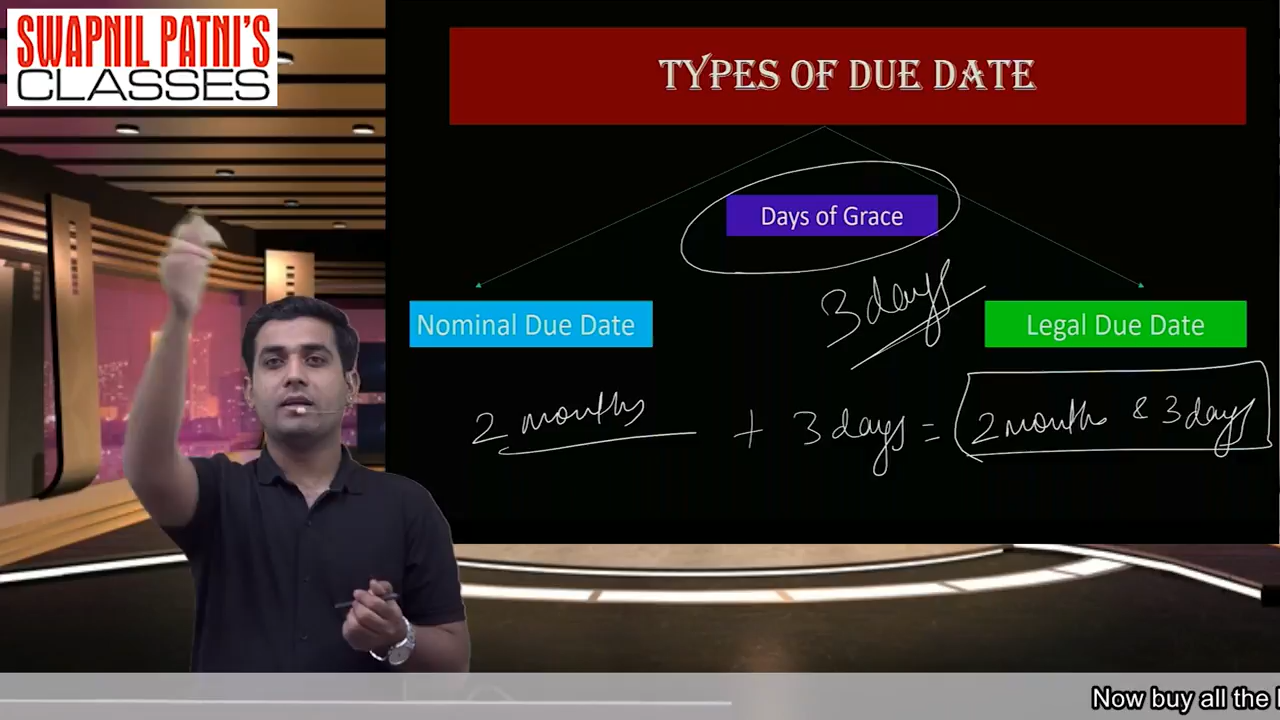 SWAPNIL PATNI'S
CLASSES
TYPES OF DUE DATE
Days of Grace
3 days
Nominal Due Date
Legal Due Date
2 months + 3 days = 2 months & 3 days
Now buy all the